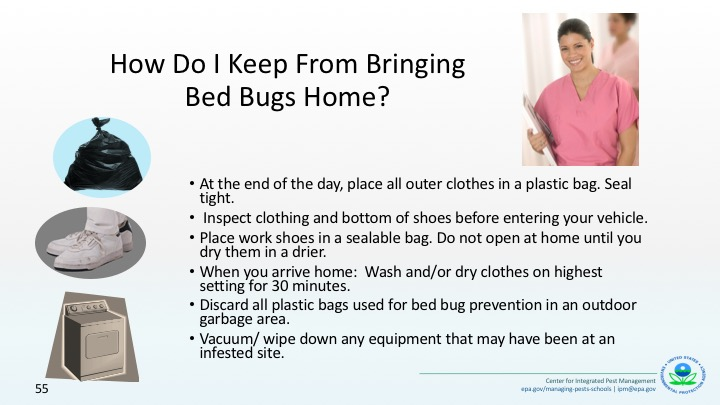 How Do I Keep From Bringing
Bed Bugs Home?
• At the end of the day, place all outer clothes in a plastic bag. Seal
tight.
• Inspect clothing and bottom of shoes before entering your vehicle.
• Place work shoes in a sealable bag. Do not open at home until you
dry them in a drier.
• When you arrive home:  Wash and/or dry clothes on highest
setting for 30 minutes.
• Discard all plastic bags used for bed bug prevention in an outdoor
garbage area.
• Vacuum/ wipe down any equipment that may have been at an
infested site.
55
Center for Integrated Pest Management
epa.gov/managing-pests-schools | ipm@epa.gov
UNITED STATES
ENVIRONMENTAL PROTECTION AGENCY